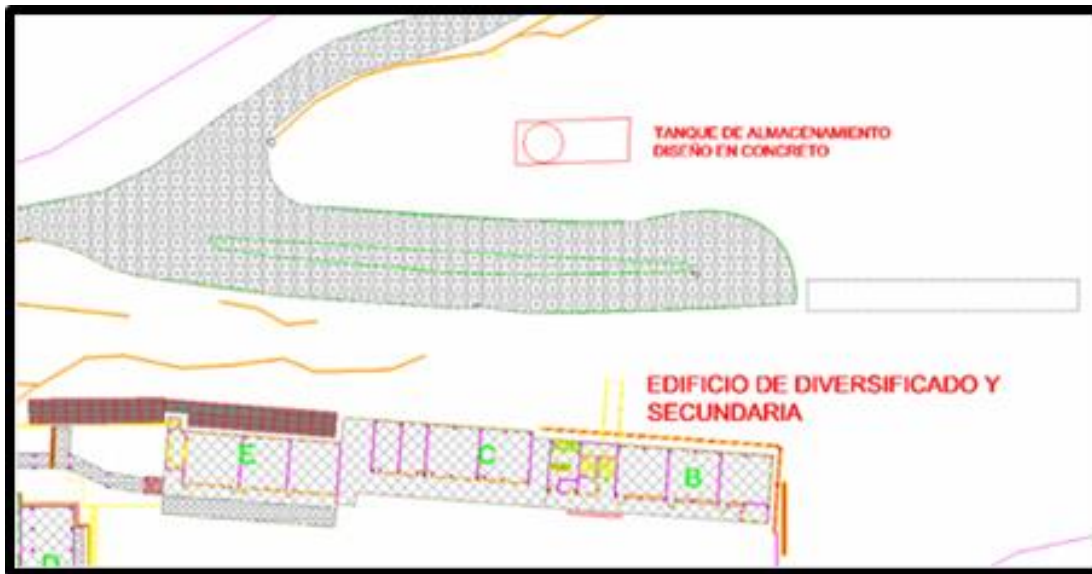 TANQUE DE ALMACENAMIENTO
DISEÑO EN CONCRETO
EDIFICIO DE DIVERSIFICADO Y
SECUNDARIA
E
C
B
D